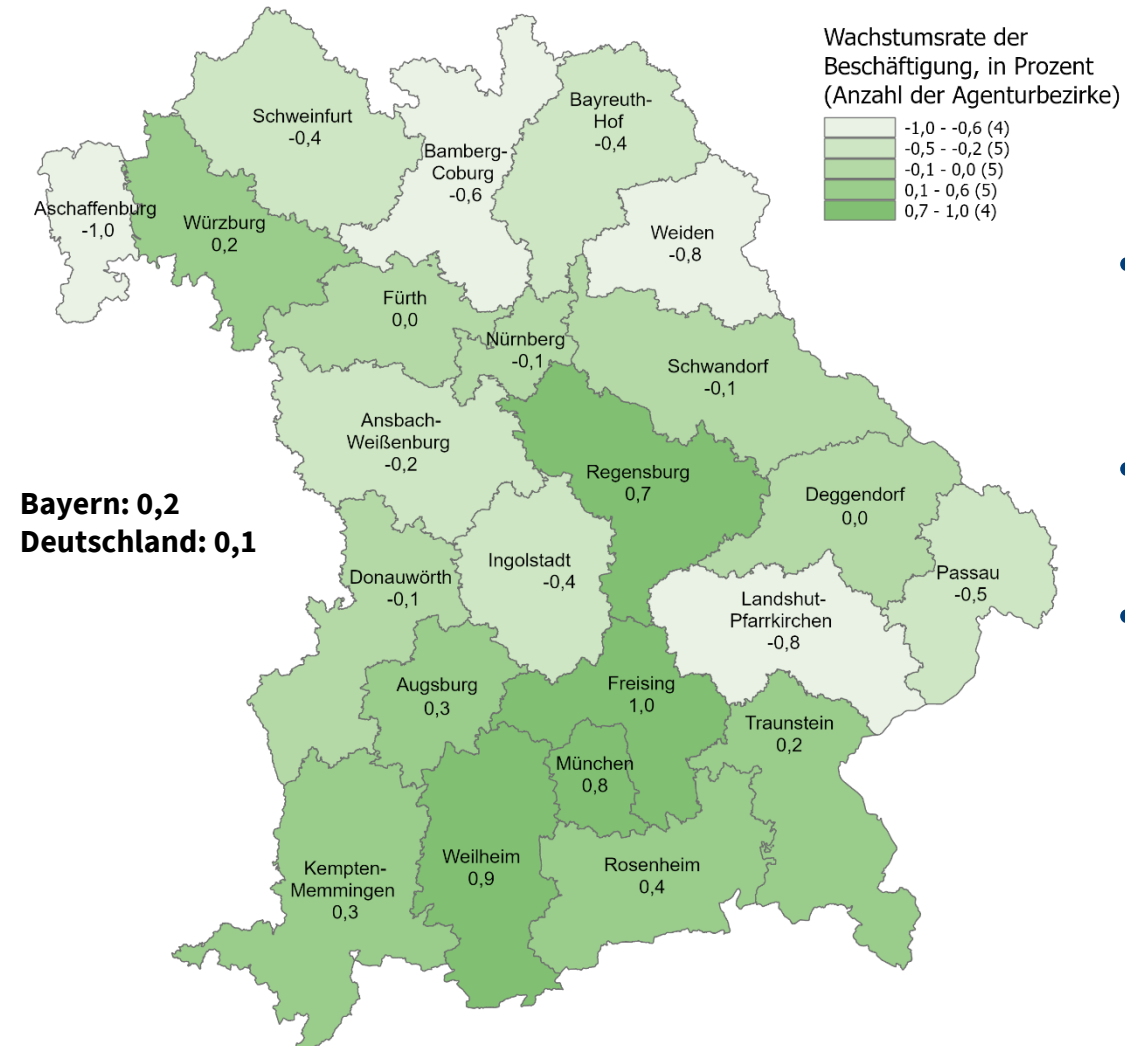 Wachstumsrate der
Beschäftigung, in Prozent
(Anzahl der Agenturbezirke)
-1,0 - -0,6 (4)
-0,5 - -0,2 (5)
-0,1 - 0,0 (5)
0,1 - 0,6 (5)
0,7 - 1,0 (4)
Schweinfurt
-0,4
Bayreuth-
Hof
-0,4
Bamberg-
Coburg
-0,6
Aschaffenburg
-1,0
Würzburg
0,2
Weiden
-0,8
Fürth
0,0
Nürnberg
-0,1
Schwandorf
-0,1
Ansbach-
Weißenburg
-0,2
Regensburg
0,7
Deggendorf
0,0
Bayern: 0,2
Deutschland: 0,1
Ingolstadt
-0,4
Donauwörth
-0,1
Passau
-0,5
Landshut-
Pfarrkirchen
-0,8
Augsburg
0,3
Freising
1,0
Traunstein
0,2
München
0,8
Weilheim
0,9
Rosenheim
0,4
Kempten-
Memmingen
0,3